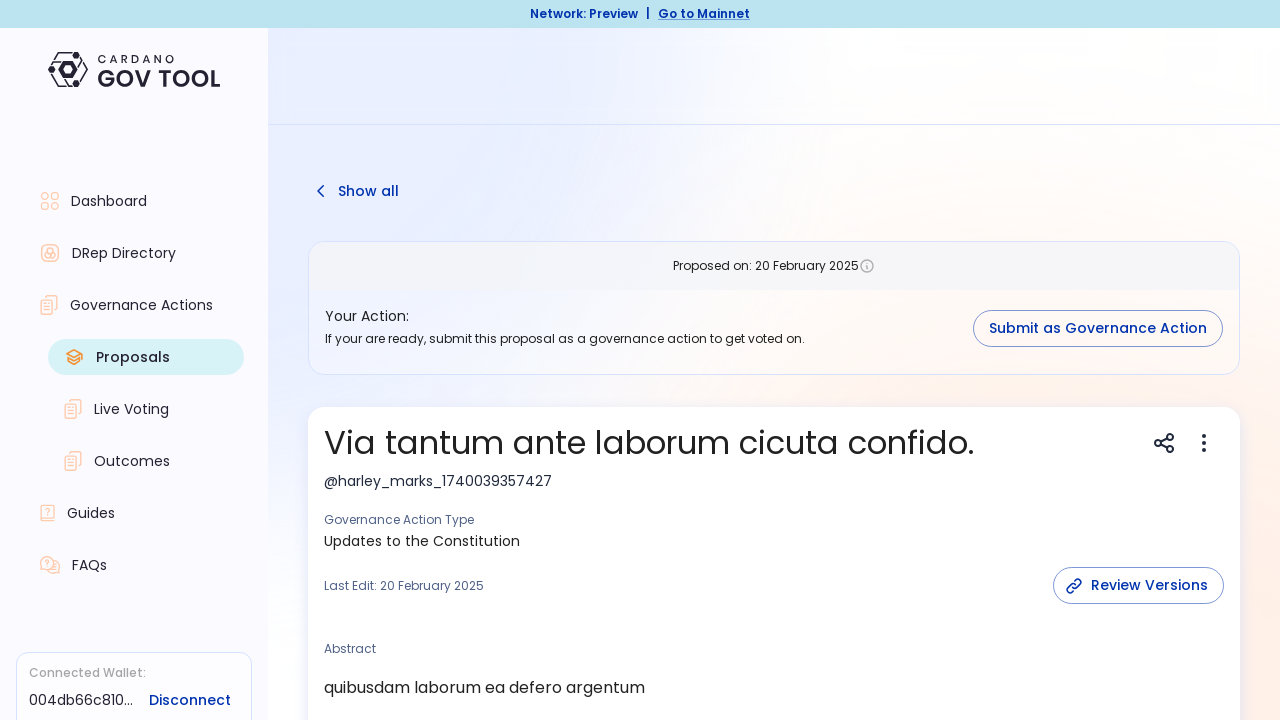 Network: Preview | Go to Mainnet
CARDANO
GOV TOOL
Dashboard
DRep Directory
Governance Actions
Proposals
Live Voting
Outcomes
Guides
FAQs
Connected Wallet:
004db66c810... Disconnect
Show all
Proposed on: 20 February 2025
Your Action:
If your are ready, submit this proposal as a governance action to get voted on.
Submit as Governance Action
Via tantum ante laborum cicuta confido.
@harley_marks_1740039357427
Governance Action Type
Updates to the Constitution
Last Edit: 20 February 2025
Review Versions
Abstract
quibusdam laborum ea defero argentum